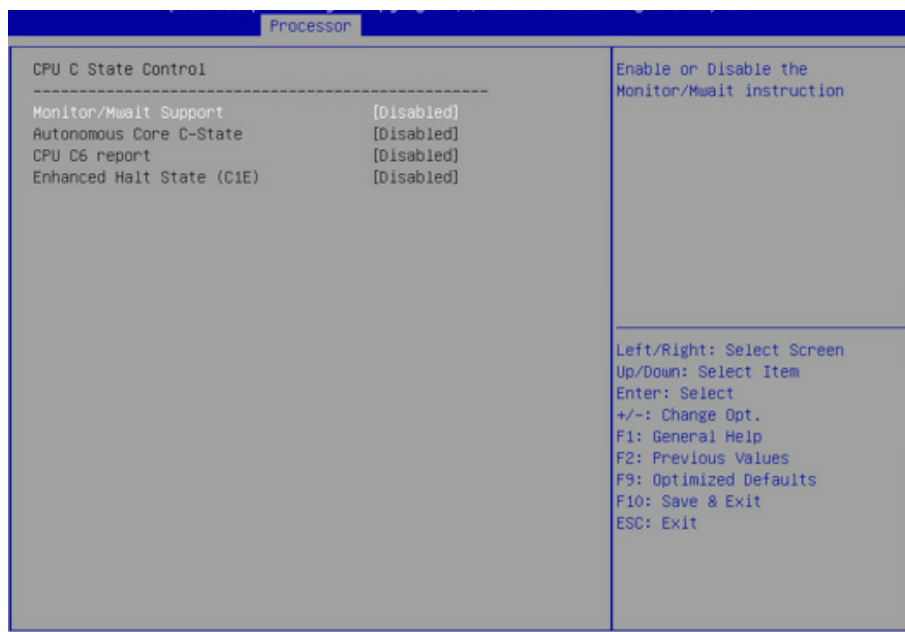 Processor
CPU C State Control
--------------------------------------------------
Monitor/Mwait Support [Disabled]
Autonomous Core C-State [Disabled]
CPU C6 report [Disabled]
Enhanced Halt State (C1E) [Disabled]
Enable or Disable the
Monitor/Mwait instruction
Left/Right: Select Screen
Up/Down: Select Item
Enter: Select
+/-: Change Opt.
F1: General Help
F2: Previous Values
F9: Optimized Defaults
F10: Save & Exit
ESC: Exit